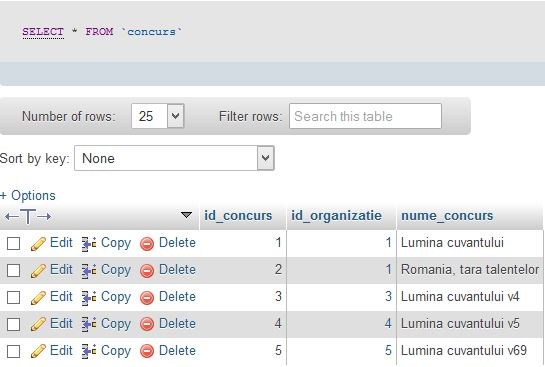 SELECT * FROM `concurs`
Number of rows: 25 Filter rows: Search this table
Sort by key: None
+ Options
←T→ id_concurs id_organizatie nume_concurs
Edit Copy Delete 1 1 Lumina cuvantului
Edit Copy Delete 2 1 Romania, tara talentelor
Edit Copy Delete 3 3 Lumina cuvantului v4
Edit Copy Delete 4 4 Lumina cuvantului v5
Edit Copy Delete 5 5 Lumina cuvantului v69